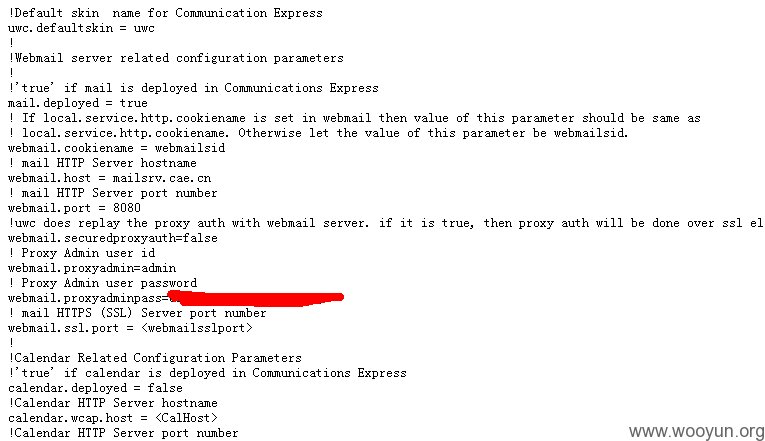 !Default skin  name for Communication Express
uwc.defaultskin = uwc
!
!Webmail server related configuration parameters
!
!'true' if mail is deployed in Communications Express
mail.deployed = true
! If local.service.http.cookiename is set in webmail then value of this parameter should be same as
! local.service.http.cookiename. Otherwise let the value of this parameter be webmailsid.
webmail.cookiename = webmailsid
! mail HTTP Server hostname
webmail.host = mailsrv.cae.cn
! mail HTTP Server port number
webmail.port = 8080
!uwc does replay the proxy auth with webmail server. if it is true, then proxy auth will be done over ssl el
webmail.securedproxyauth=false
! Proxy Admin user id
webmail.proxyadmin=admin
! Proxy Admin user password
webmail.proxyadminpass=
! mail HTTPS (SSL) Server port number
webmail.ssl.port = <webmailsslport>
!
!Calendar Related Configuration Parameters
!'true' if calendar is deployed in Communications Express
calendar.deployed = false
!Calendar HTTP Server hostname
calendar.wcap.host = <CalHost>
!Calendar HTTP Server port number
www.wooyun.org